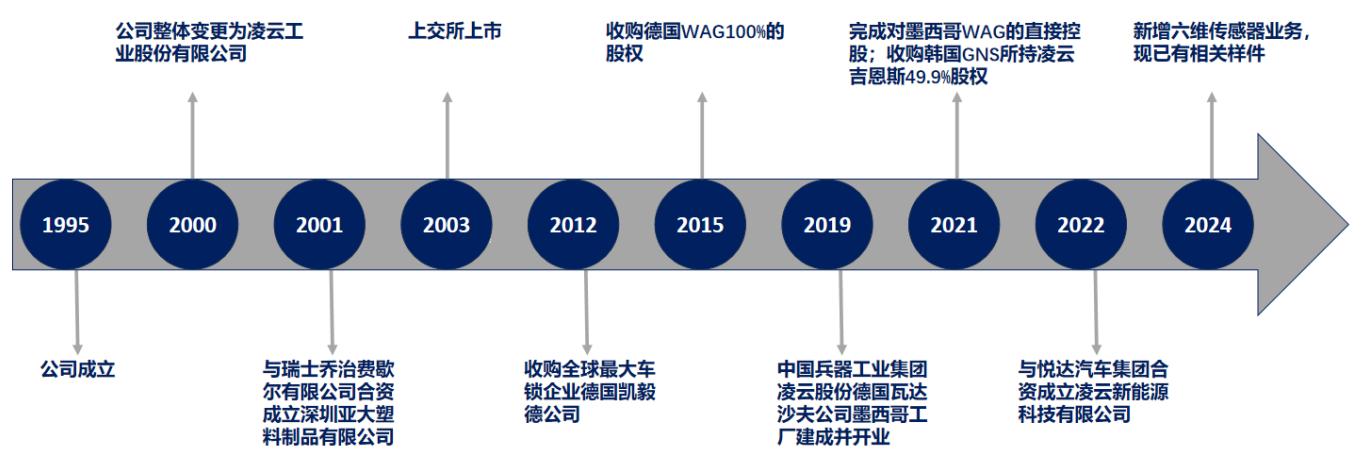 公司整体变更为凌云工
业股份有限公司
上交所上市
收购德国WAG100%的
股权
完成对墨西哥WAG的直接控
股；收购韩国GNS所持凌云
吉恩斯49.9%股权
新增六维传感器业务，
现已有相关样件
1995
2000
2001
2003
2012
2015
2019
2021
2022
2024
公司成立
与瑞士乔治费歇
尔有限公司合资
成立深圳亚大塑
料制品有限公司
收购全球最大车
锁企业德国凯毅
德公司
中国兵器工业集团
凌云股份德国瓦达
沙夫公司墨西哥工
厂建成并开业
与悦达汽车集团合
资成立凌云新能源
科技有限公司